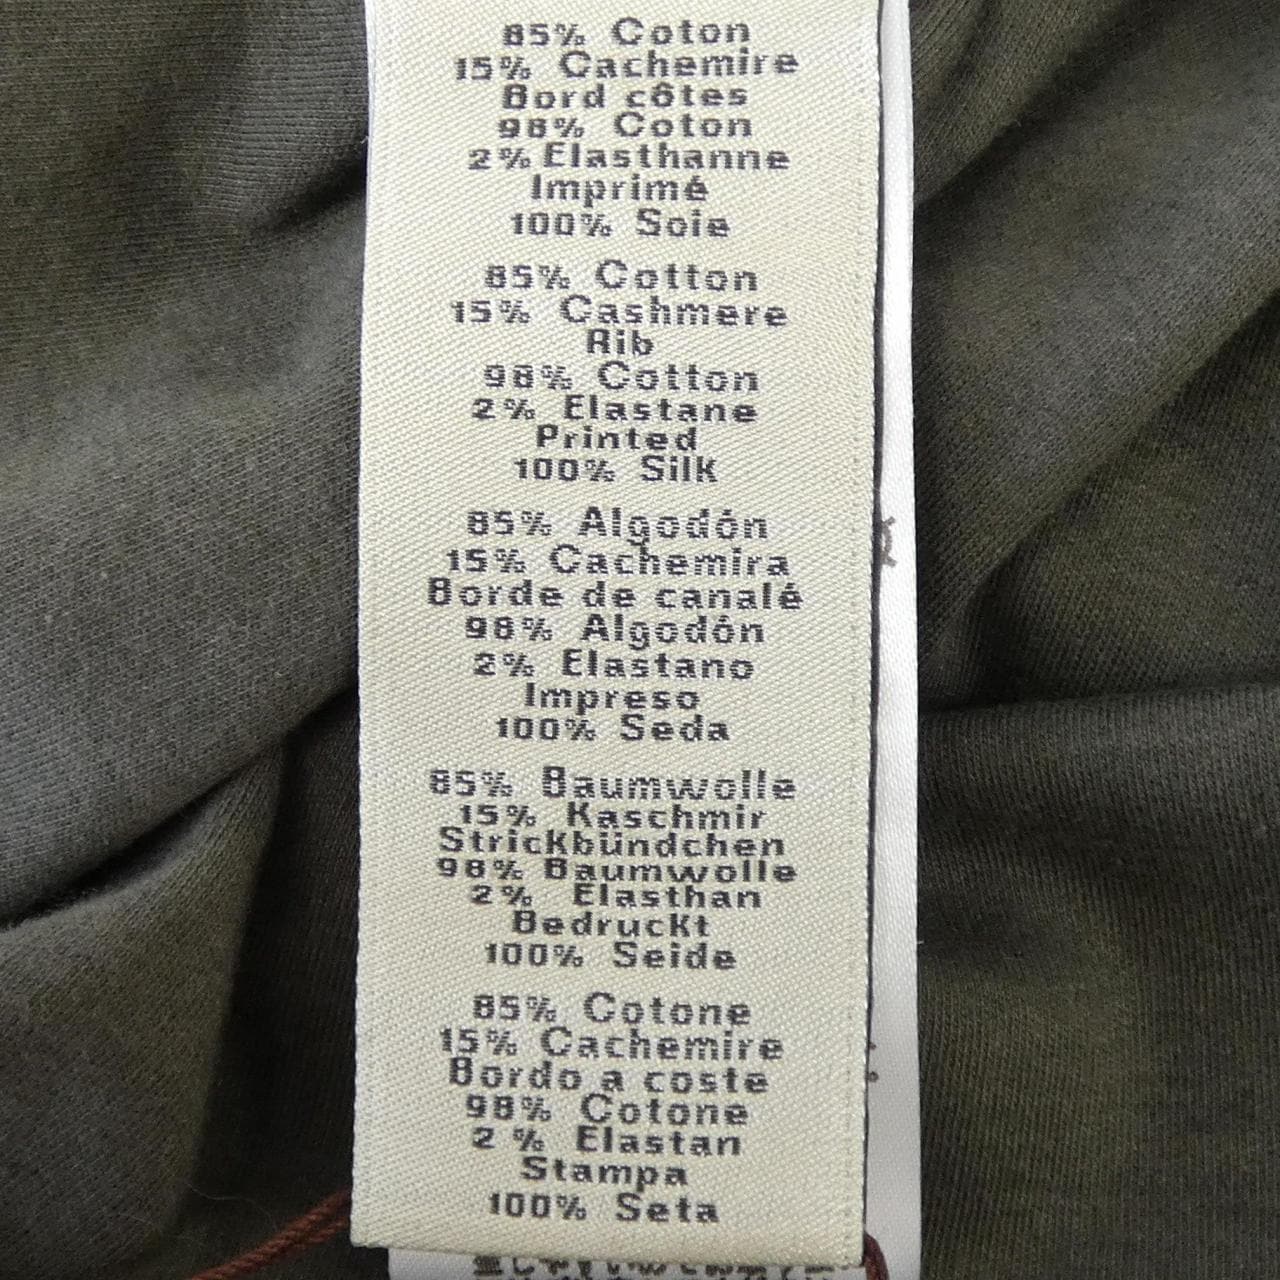 85% Coton
15% Cachemire
Bord côtes
98% Coton
2% Elasthanne
Imprimé
100% Soie
85% Cotton
15% Cashmere
Rib
98% Cotton
2% Elastane
Printed
100% Silk
85% Algodón
15% Cachemira
Borde de canalé
98% Algodón
2% Elastano
Impreso
100% Seda
85% Baumwolle
15% Kaschmir
Strickbündchen
98% Baumwolle
2% Elasthan
Bedruckt
100% Seide
85% Cotone
15% Cachemire
Bordo a coste
98% Cotone
2% Elastan
Stampa
100% Seta